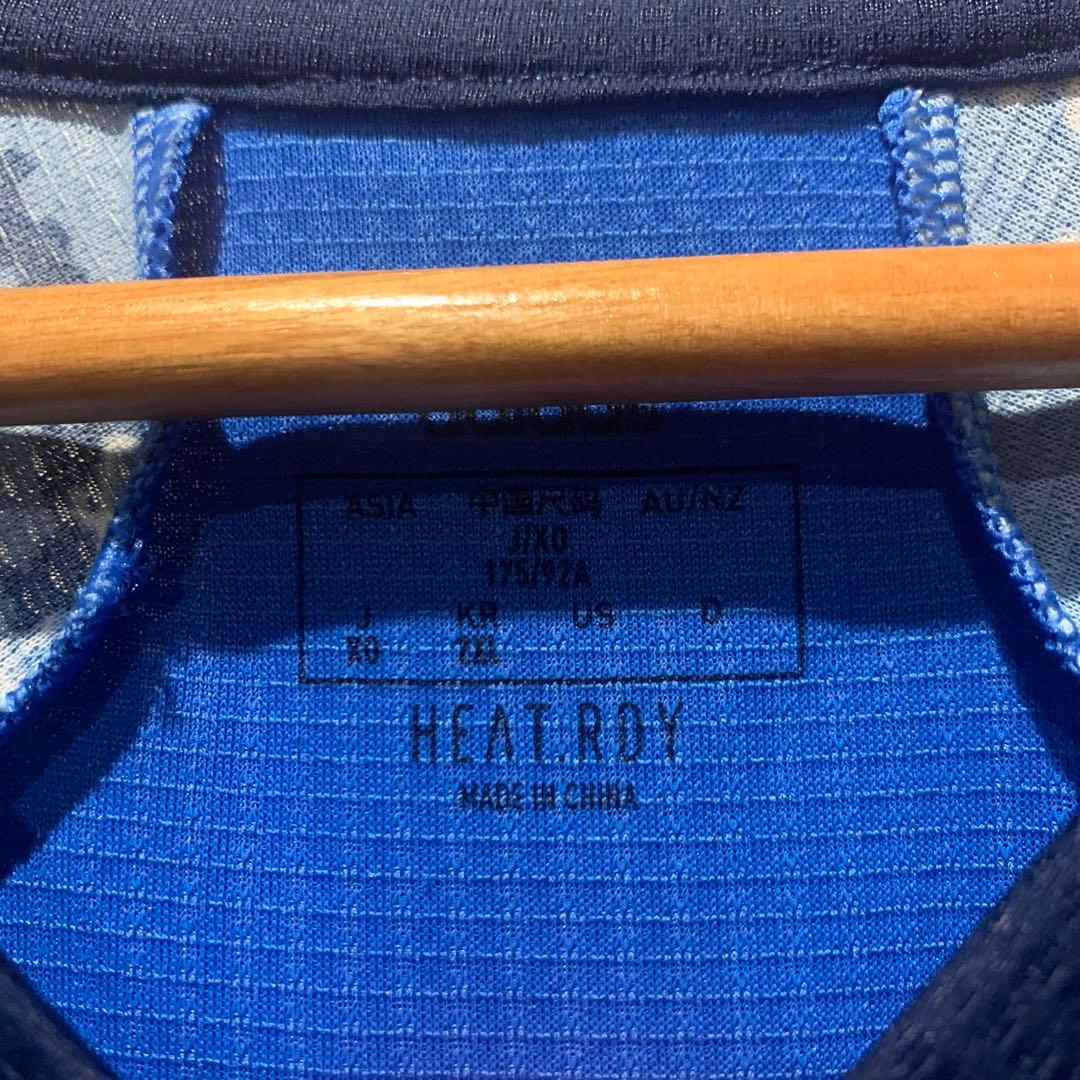 adidas
ASIA 中国尺码 AU/NZ
J/XO
175/92A
J KR US D
XO 2XL
HEAT.RDY
MADE IN CHINA